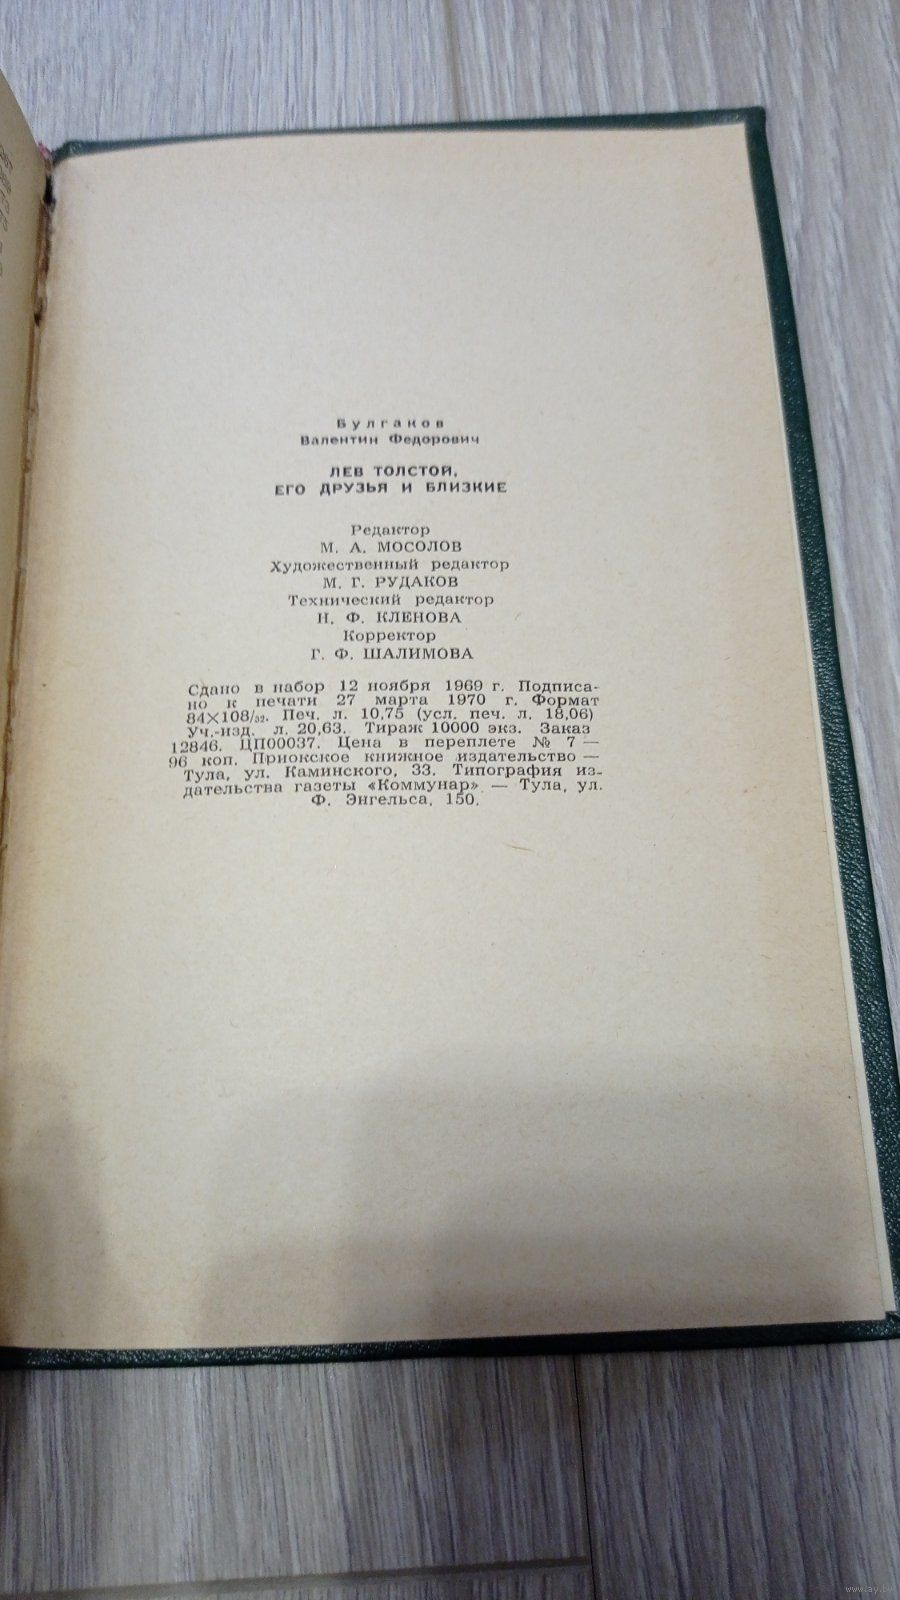 Булгаков
Валентин Федорович
ЛЕВ ТОЛСТОЙ,
ЕГО ДРУЗЬЯ И БЛИЗКИЕ
Редактор
М. А. МОСОЛОВ
Художественный редактор
М. Г. РУДАКОВ
Технический редактор
Н. Ф. КЛЕНОВА
Корректор
Г. Ф. ШАЛИМОВА
Сдано в набор 12 ноября 1969 г. Подписа-
но к печати 27 марта 1970 г. Формат
84×108/32. Печ. л. 10,75 (усл. печ. л. 18,06)
Уч.-изд. л. 20,63. Тираж 10000 экз. Заказ
12846. ЦП00037. Цена в переплете № 7 —
96 коп. Приокское книжное издательство —
Тула, ул. Каминского, 33. Типография из-
дательства газеты «Коммунар». — Тула, ул.
Ф. Энгельса, 150.
www.ay.by